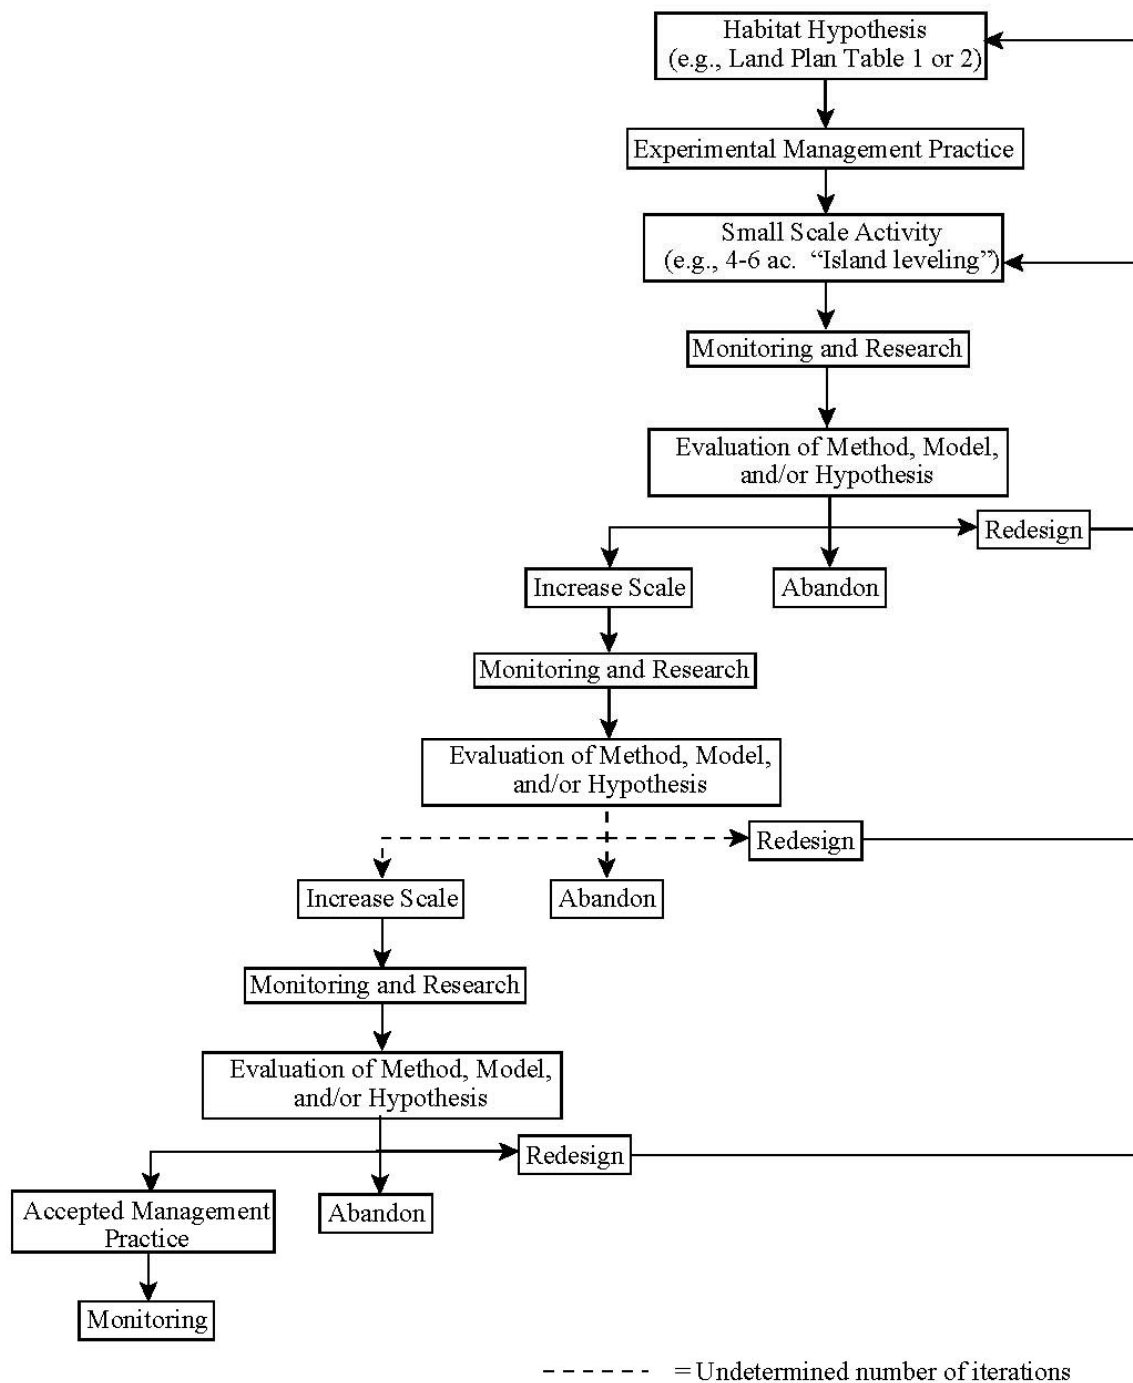 Habitat Hypothesis
(e.g., Land Plan Table 1 or 2)
Experimental Management Practice
Small Scale Activity
(e.g., 4-6 ac. “Island leveling”)
Monitoring and Research
Evaluation of Method, Model,
and/or Hypothesis
Redesign
Increase Scale
Abandon
Monitoring and Research
Evaluation of Method, Model,
and/or Hypothesis
Redesign
Increase Scale
Abandon
Monitoring and Research
Evaluation of Method, Model,
and/or Hypothesis
Redesign
Accepted Management
Practice
Abandon
Monitoring
= Undetermined number of iterations